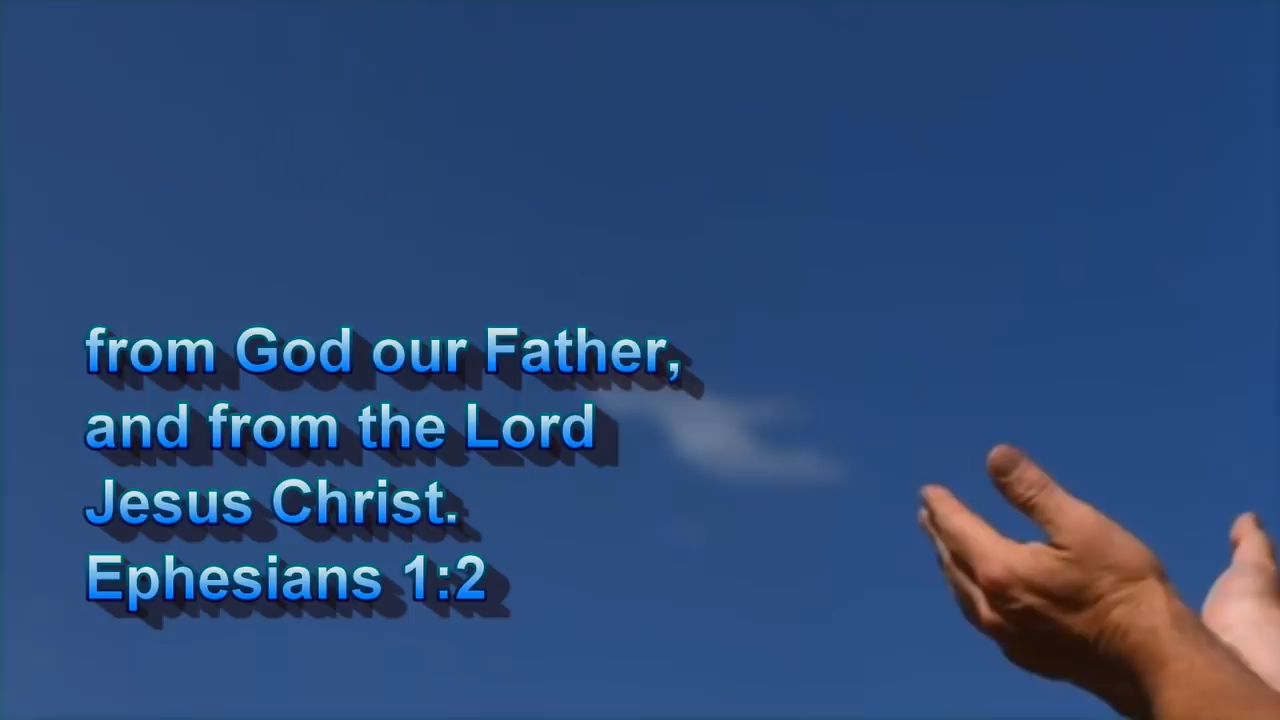 from God our Father,
and from the Lord
Jesus Christ.
Ephesians 1:2